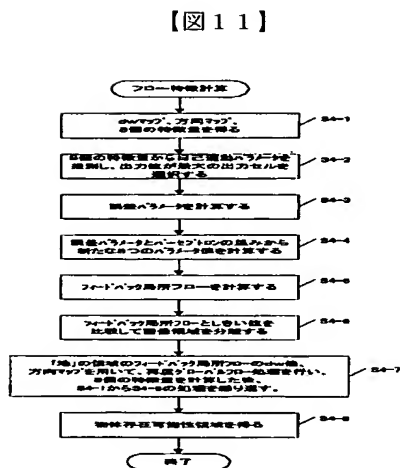 【図１１】
フロー特徴計算
dwマップ、方向マップ、
8個の特徴量を得る
S4-1
8個の特徴量から自己運動パラメータを
推測し、出力値が最大の出力セルを
選択する
S4-2
誤差パラメータを計算する
S4-3
誤差パラメータとパーセプトロンの重みから
新たな8つのパラメータ値を計算する
S4-4
フィードバック局所フローを計算する
S4-5
フィードバック局所フローとしきい値を
比較して画像領域を分離する
S4-6
「地」の領域のフィードバック局所フローのdw値、
方向マップを用いて、再度グローバルフロー処理を行い、
8個の特徴量を計算した後、
S4-1からS4-6の処理を繰り返す。
S4-7
物体存在可能性領域を得る
S4-8
終了